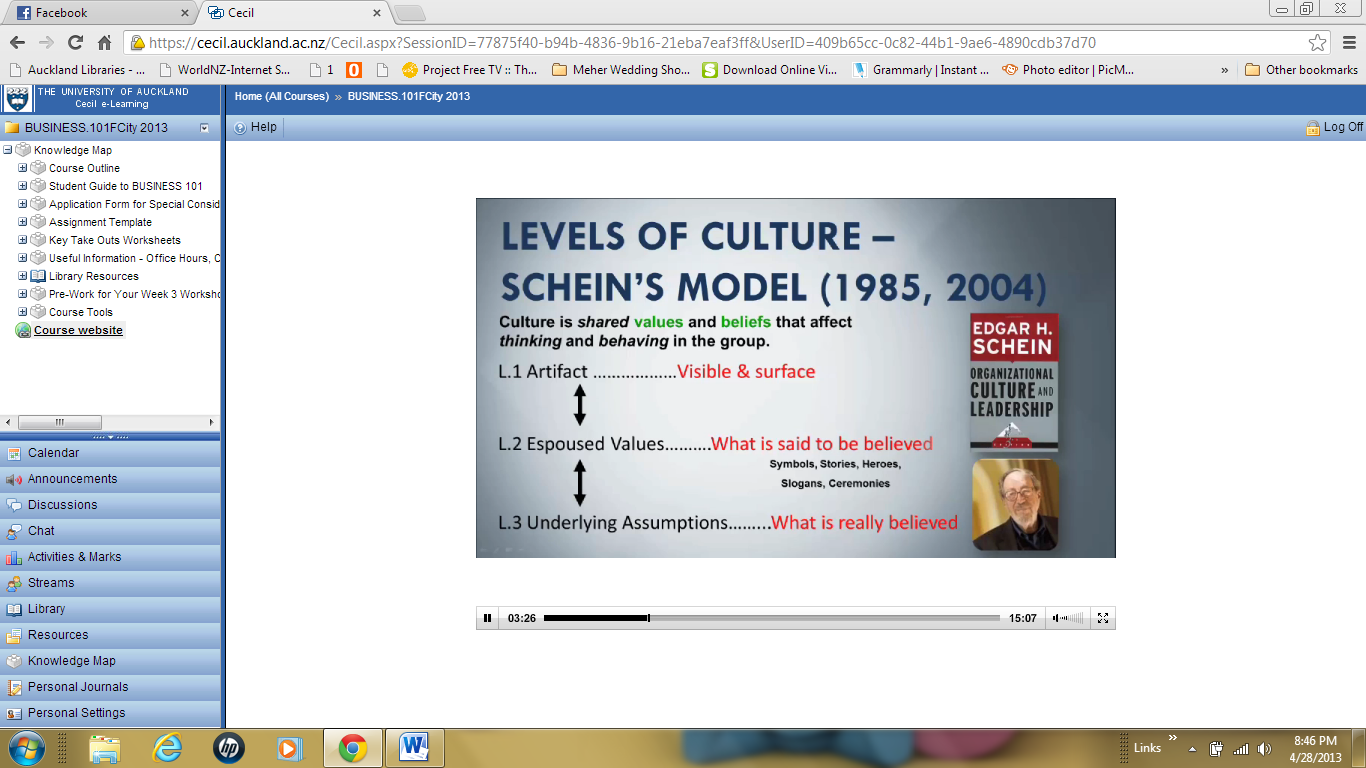 Facebook
Cecil
https://cecil.auckland.ac.nz/Cecil.aspx?SessionID=77875f40-b94b-4836-9b16-21eba7eaf3ff&UserID=409b65cc-0c82-44b1-9ae6-4890cdb37d70
Auckland Libraries - ... WorldNZ-Internet S... 1 Project Free TV :: Th... Meher Wedding Sho... Download Online Vi... Grammarly | Instant ... Photo editor | PicM... » Other bookmarks
THE UNIVERSITY OF AUCKLAND
Cecil e-Learning
Home (All Courses) » BUSINESS.101FCity 2013
BUSINESS.101FCity 2013
Help
Log Off
Knowledge Map
Course Outline
Student Guide to BUSINESS 101
Application Form for Special Consid
Assignment Template
Key Take Outs Worksheets
Useful Information - Office Hours, C
Library Resources
Pre-Work for Your Week 3 Worksho
Course Tools
Course website
Calendar
Announcements
Discussions
Chat
Activities & Marks
Streams
Library
Resources
Knowledge Map
Personal Journals
Personal Settings
LEVELS OF CULTURE –
SCHEIN'S MODEL (1985, 2004)
Culture is shared values and beliefs that affect
thinking and behaving in the group.
L.1 Artifact ..................Visible & surface
L.2 Espoused Values..........What is said to be believed
Symbols, Stories, Heroes,
Slogans, Ceremonies
L.3 Underlying Assumptions.........What is really believed
EDGAR H.
SCHEIN
ORGANIZATIONAL
CULTURE AND
LEADERSHIP
03:26
15:07
hp
Links »
8:46 PM
4/28/2013